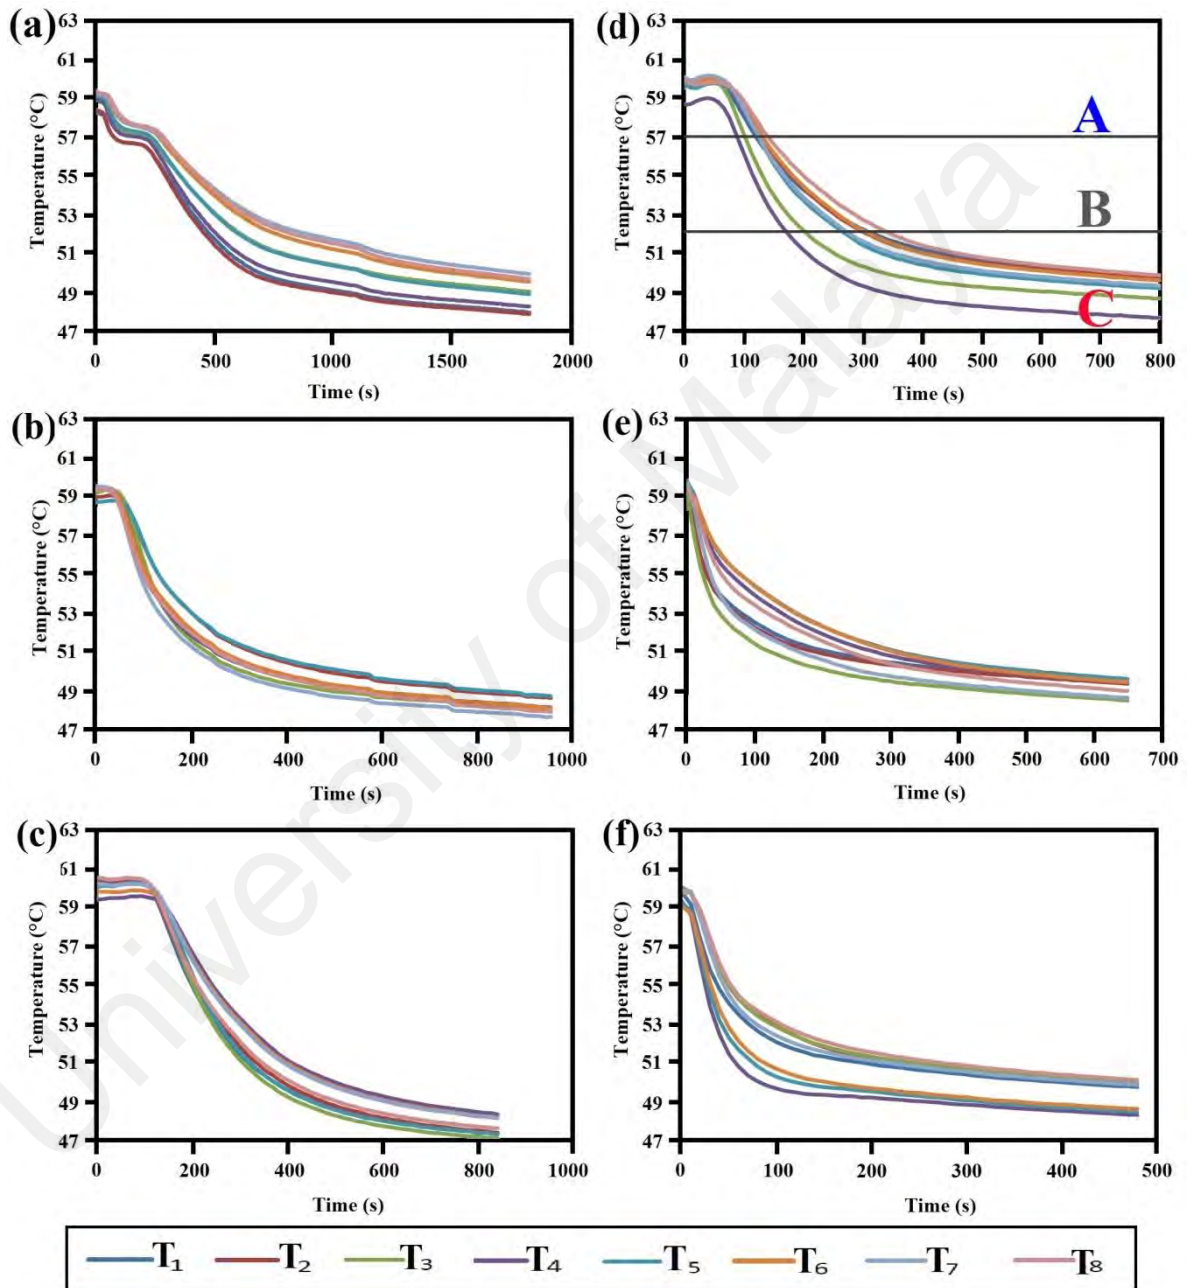 (a)
63
61
59
57
55
53
51
49
47
Temperature (°C)
0 500 1000 1500 2000
Time (s)
(d)
63
61
59
57
55
53
51
49
47
Temperature (°C)
A
B
C
0 100 200 300 400 500 600 700 800
Time (s)
(b)
63
61
59
57
55
53
51
49
47
Temperature (°C)
0 200 400 600 800 1000
Time (s)
(e)
63
61
59
57
55
53
51
49
47
Temperature (°C)
0 100 200 300 400 500 600 700
Time (s)
(c)
63
61
59
57
55
53
51
49
47
Temperature (°C)
0 200 400 600 800 1000
Time (s)
(f)
63
61
59
57
55
53
51
49
47
Temperature (°C)
0 100 200 300 400 500
Time (s)
T1 T2 T3 T4 T5 T6 T7 T8
University of Malaya